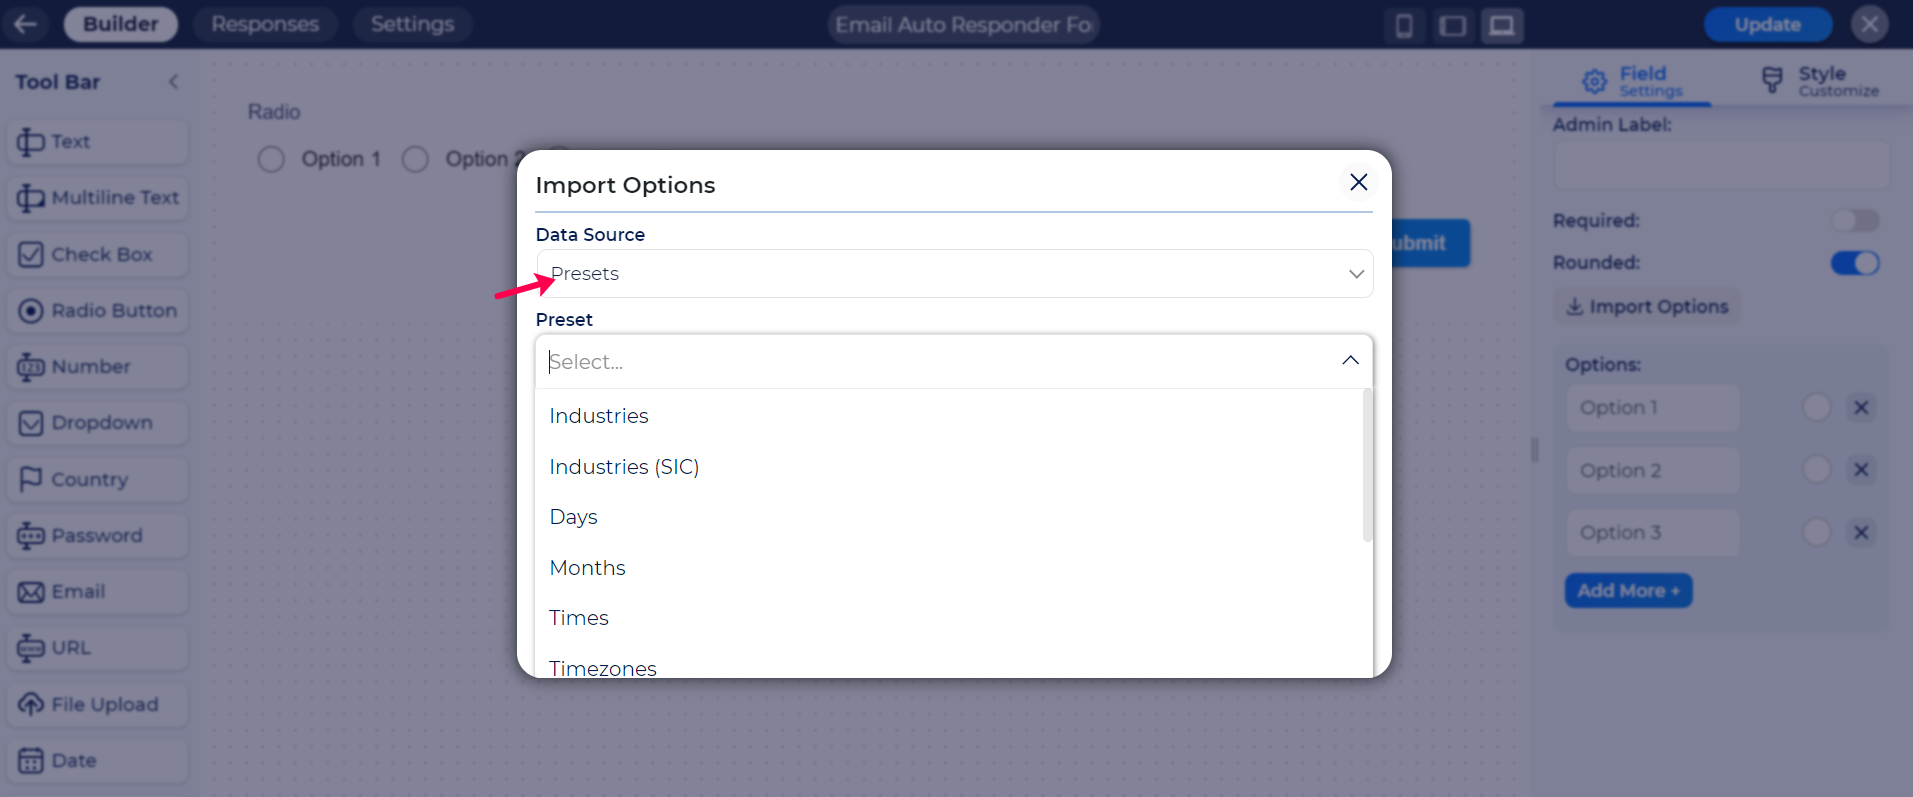 Builder
Responses
Settings
Email Auto Responder Fo
Update
Tool Bar
Text
Multiline Text
Check Box
Radio Button
Number
Dropdown
Country
Password
Email
URL
File Upload
Date
Radio
Option 1
Option 2
Import Options
Data Source
Presets
Preset
Select...
Industries
Industries (SIC)
Days
Months
Times
Timezones
ubmit
Field
Settings
Style
Customize
Admin Label:
Required:
Rounded:
Import Options
Options:
Option 1
Option 2
Option 3
Add More +